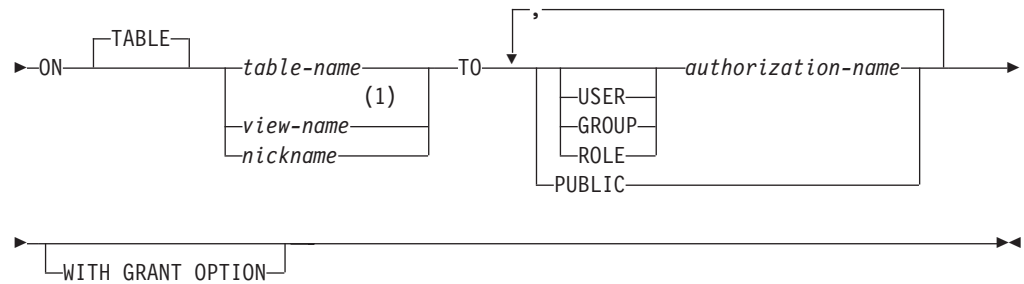 ,
TABLE
ON table-name TO authorization-name
(1) USER
view-name GROUP
nickname ROLE
PUBLIC
WITH GRANT OPTION